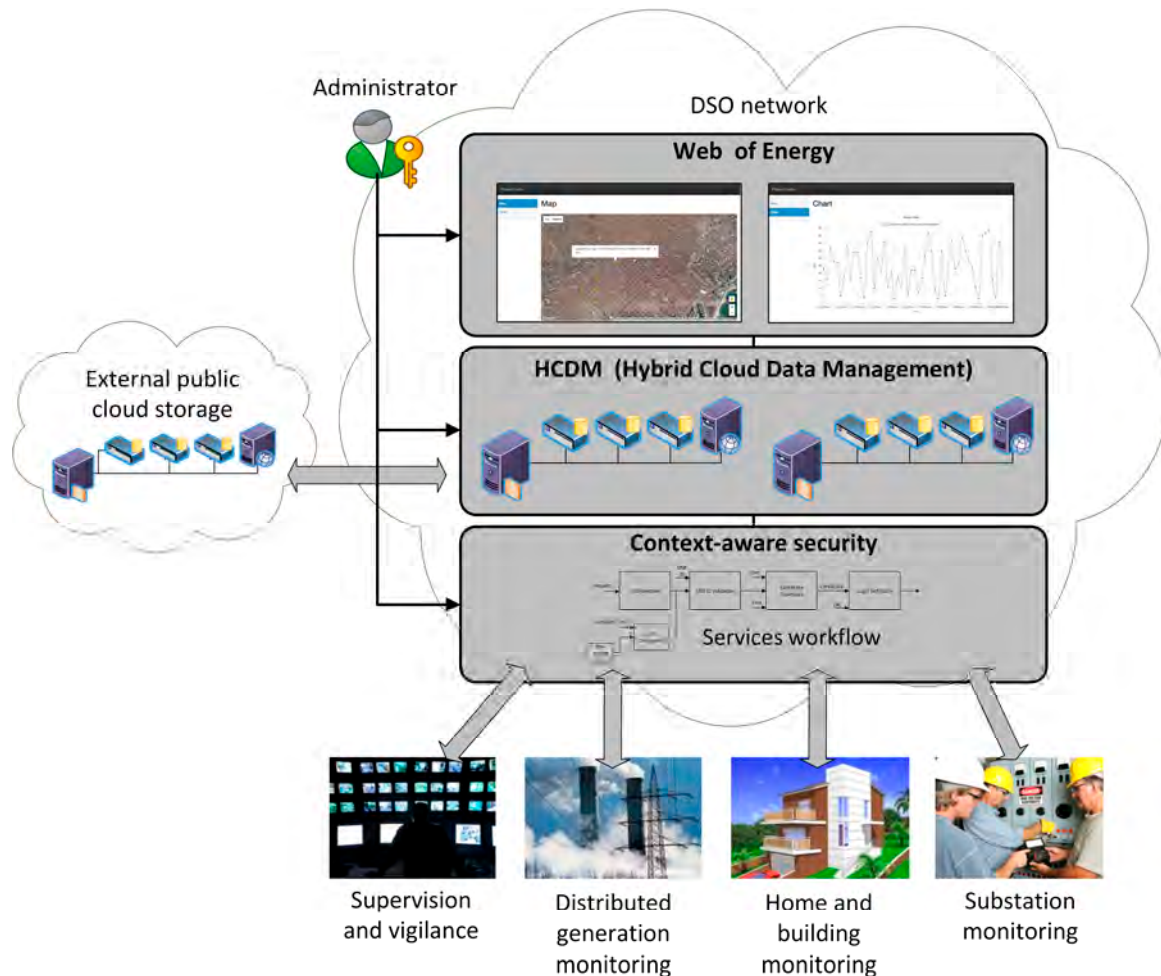 Administrator
DSO network
Web of Energy
Map
Chart
External public
cloud storage
HCDM (Hybrid Cloud Data Management)
Context-aware security
Services workflow
DANGER
Supervision
and vigilance
Distributed
generation
monitoring
Home and
building
monitoring
Substation
monitoring